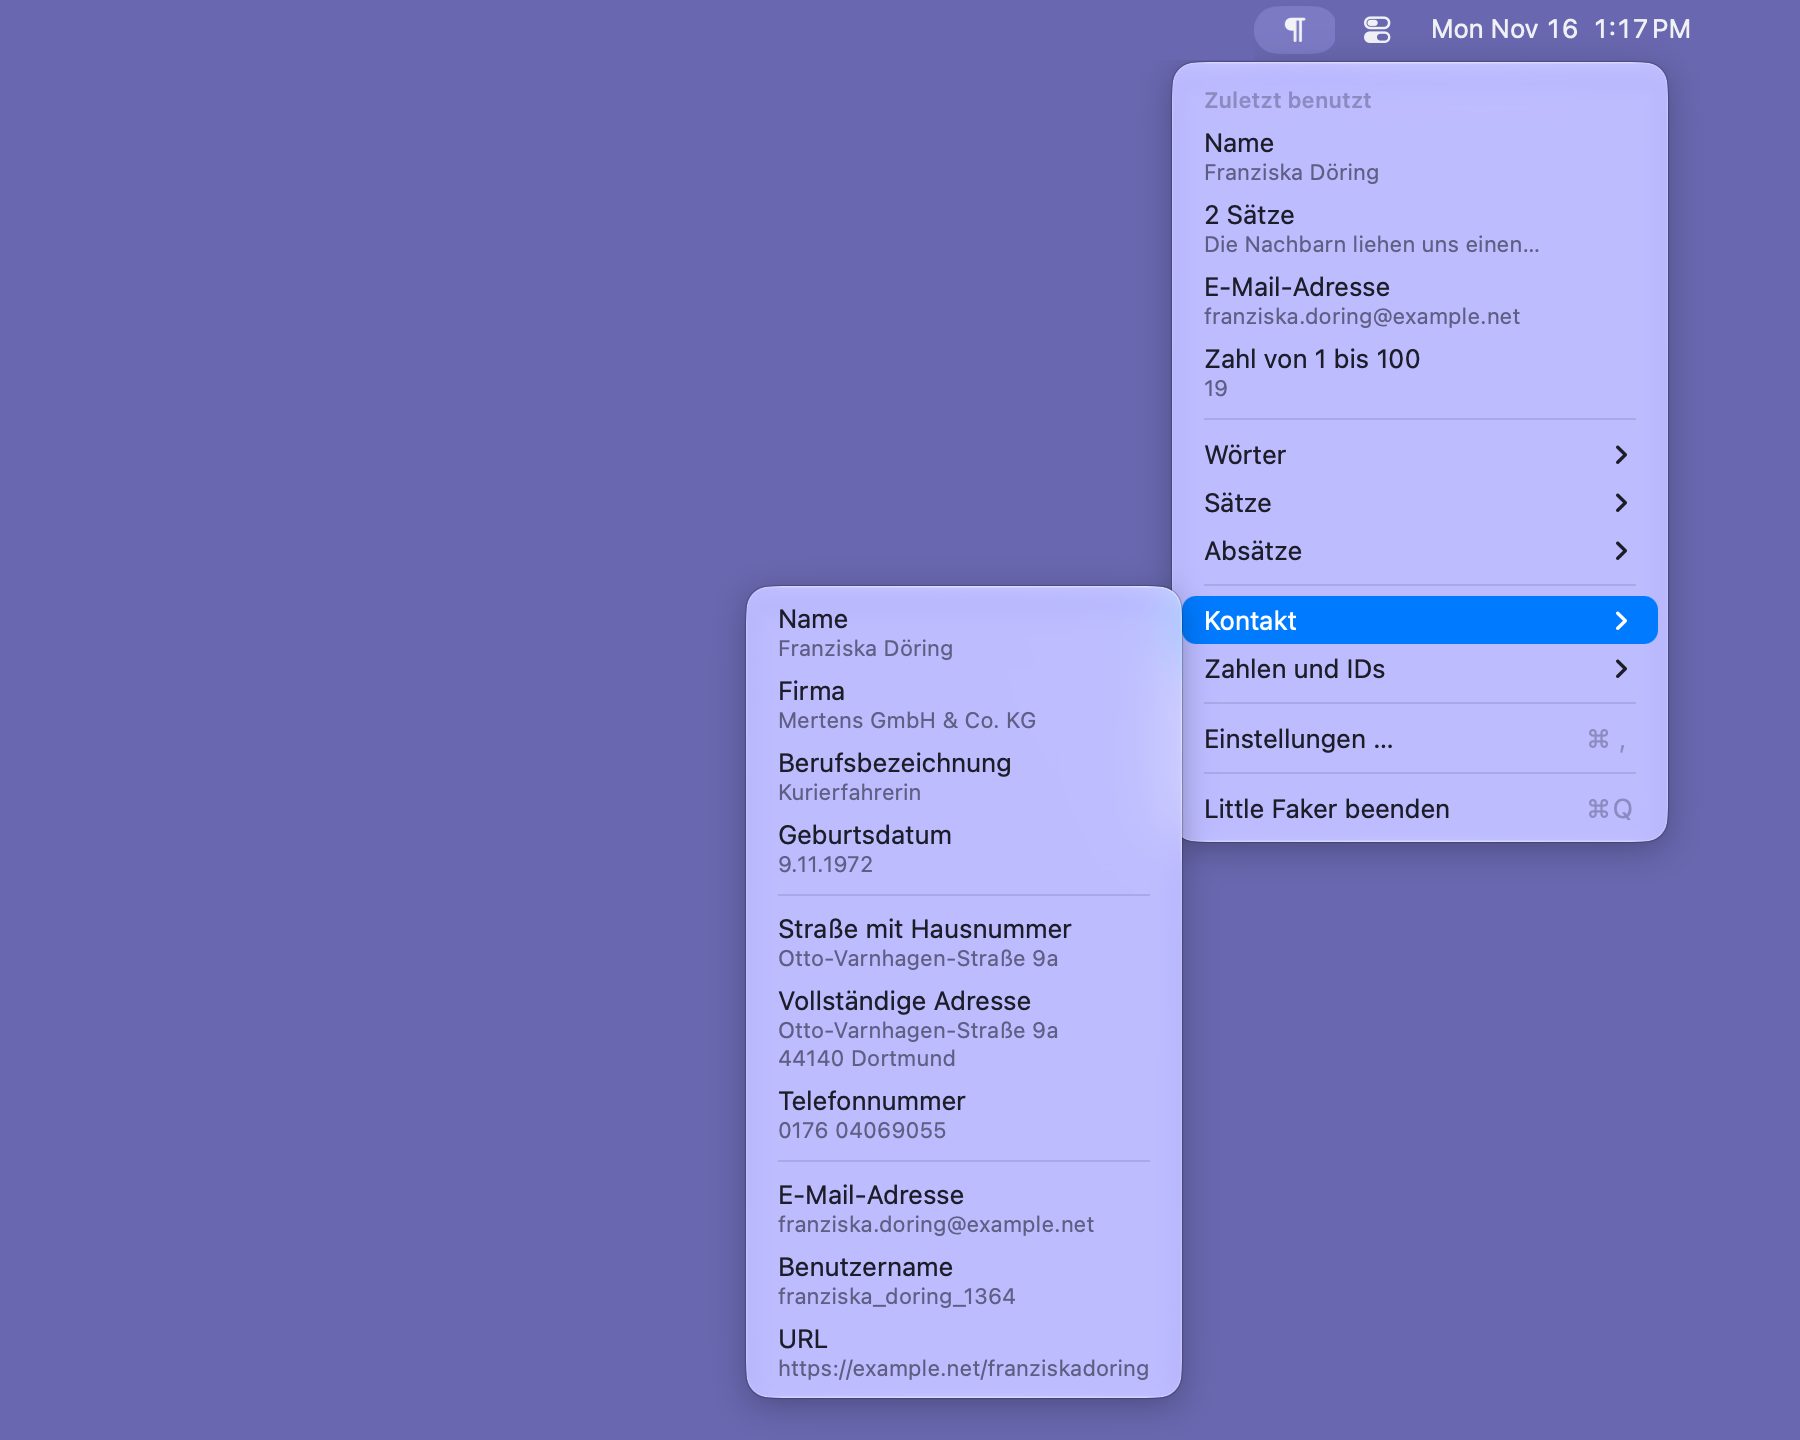 ¶ Mon Nov 16 1:17 PM
Zuletzt benutzt
Name
Franziska Döring
2 Sätze
Die Nachbarn liehen uns einen…
E-Mail-Adresse
franziska.doring@example.net
Zahl von 1 bis 100
19
Wörter
Sätze
Absätze
Kontakt
Zahlen und IDs
Einstellungen … ⌘ ,
Little Faker beenden ⌘Q
Name
Franziska Döring
Firma
Mertens GmbH & Co. KG
Berufsbezeichnung
Kurierfahrerin
Geburtsdatum
9.11.1972
Straße mit Hausnummer
Otto-Varnhagen-Straße 9a
Vollständige Adresse
Otto-Varnhagen-Straße 9a
44140 Dortmund
Telefonnummer
0176 04069055
E-Mail-Adresse
franziska.doring@example.net
Benutzername
franziska_doring_1364
URL
https://example.net/franziskadoring